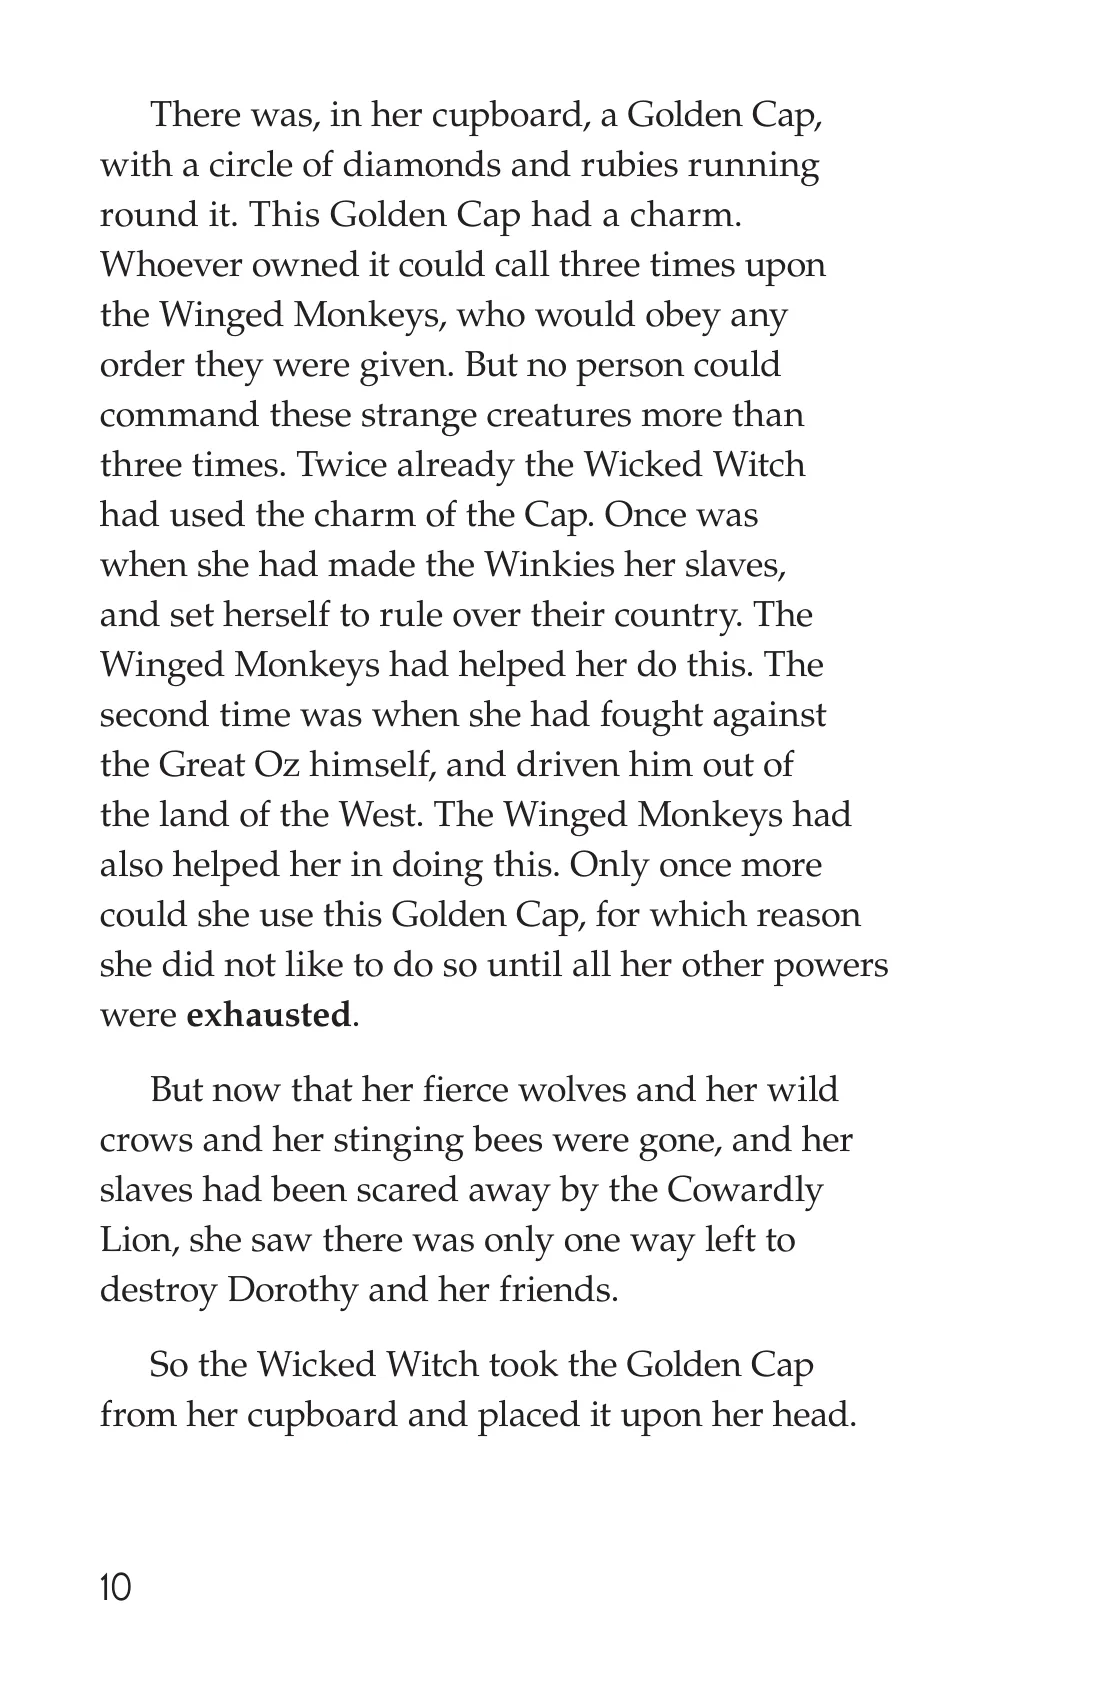 There was, in her cupboard, a Golden Cap,
with a circle of diamonds and rubies running
round it. This Golden Cap had a charm.
Whoever owned it could call three times upon
the Winged Monkeys, who would obey any
order they were given. But no person could
command these strange creatures more than
three times. Twice already the Wicked Witch
had used the charm of the Cap. Once was
when she had made the Winkies her slaves,
and set herself to rule over their country. The
Winged Monkeys had helped her do this. The
second time was when she had fought against
the Great Oz himself, and driven him out of
the land of the West. The Winged Monkeys had
also helped her in doing this. Only once more
could she use this Golden Cap, for which reason
she did not like to do so until all her other powers
were exhausted.
But now that her fierce wolves and her wild
crows and her stinging bees were gone, and her
slaves had been scared away by the Cowardly
Lion, she saw there was only one way left to
destroy Dorothy and her friends.
So the Wicked Witch took the Golden Cap
from her cupboard and placed it upon her head.
10